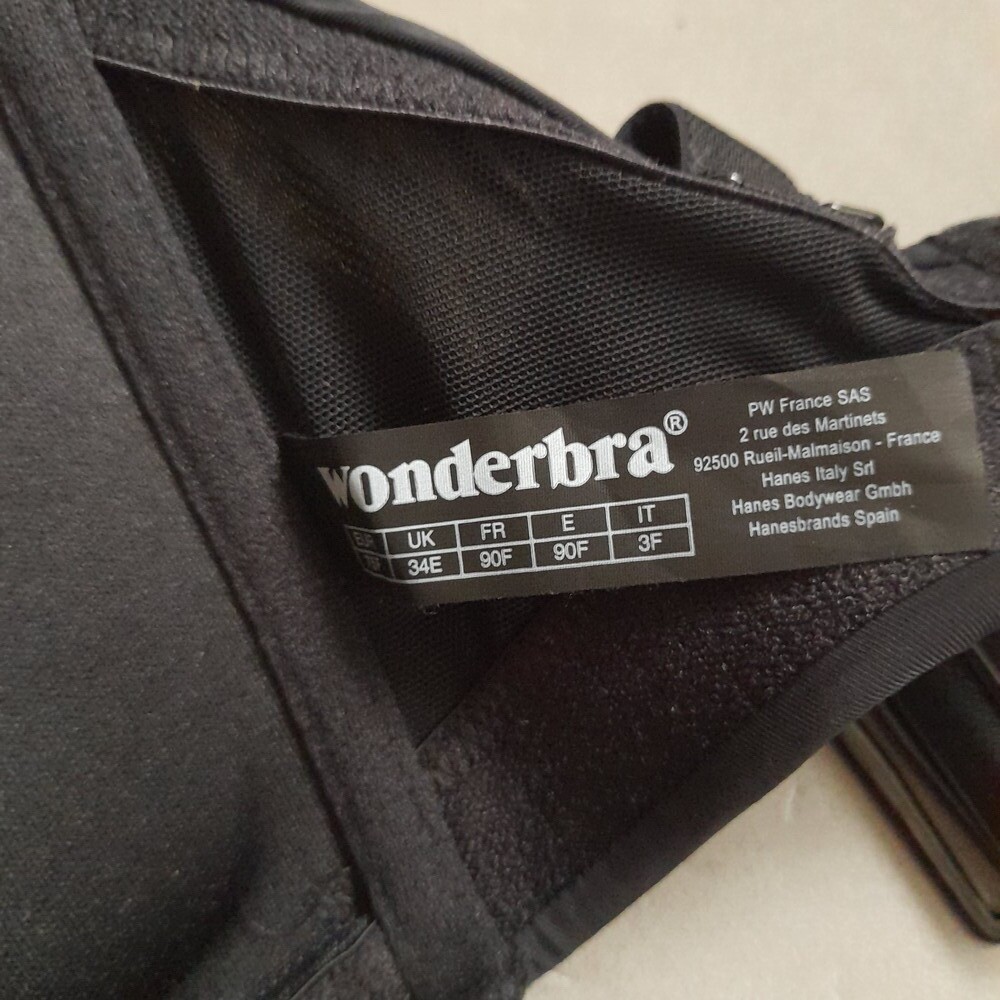 wonderbra®
UK FR E IT
34E 90F 90F 3F
PW France SAS
2 rue des Martinets
92500 Rueil-Malmaison - France
Hanes Italy Srl
Hanes Bodywear Gmbh
Hanesbrands Spain